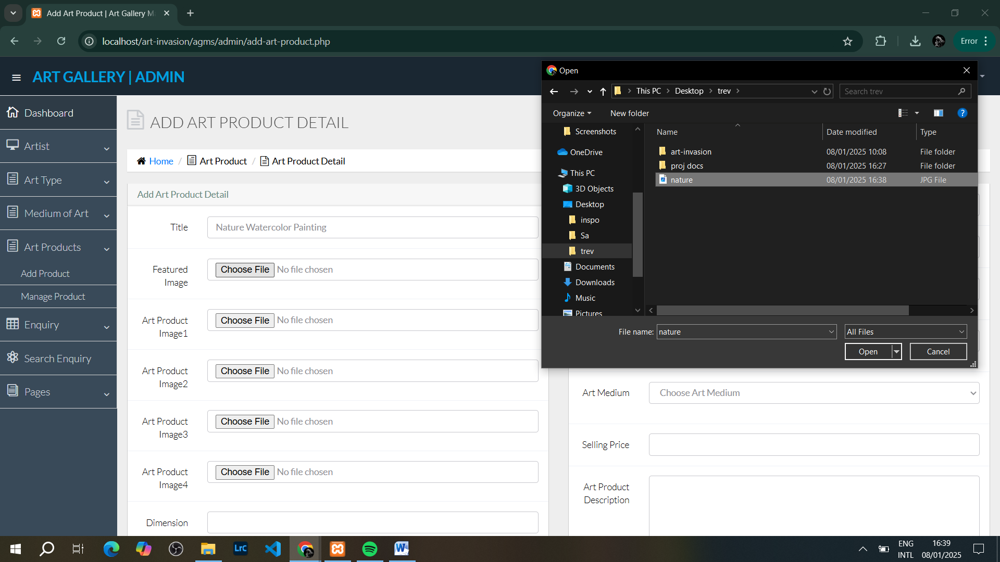 Add Art Product | Art Gallery M
localhost/art-invasion/agms/admin/add-art-product.php
Error
ART GALLERY | ADMIN
Dashboard
Artist
Art Type
Medium of Art
Art Products
Add Product
Manage Product
Enquiry
Search Enquiry
Pages
ADD ART PRODUCT DETAIL
Home / Art Product / Art Product Detail
Add Art Product Detail
Title
Nature Watercolor Painting
Featured
Image
Choose File No file chosen
Art Product
Image1
Choose File No file chosen
Art Product
Image2
Choose File No file chosen
Art Product
Image3
Choose File No file chosen
Art Product
Image4
Choose File No file chosen
Dimension
Art Medium
Choose Art Medium
Selling Price
Art Product
Description
Open
This PC
Desktop
trev
Search trev
Organize
New folder
Screenshots
OneDrive
This PC
3D Objects
Desktop
inspo
Sa
trev
Documents
Downloads
Music
Pictures
Name Date modified Type
art-invasion 08/01/2025 10:08 File folder
proj docs 08/01/2025 16:27 File folder
nature 08/01/2025 16:38 JPG File
File name: nature
All Files
Open
Cancel
Lrc
ENG
INTL
16:39
08/01/2025